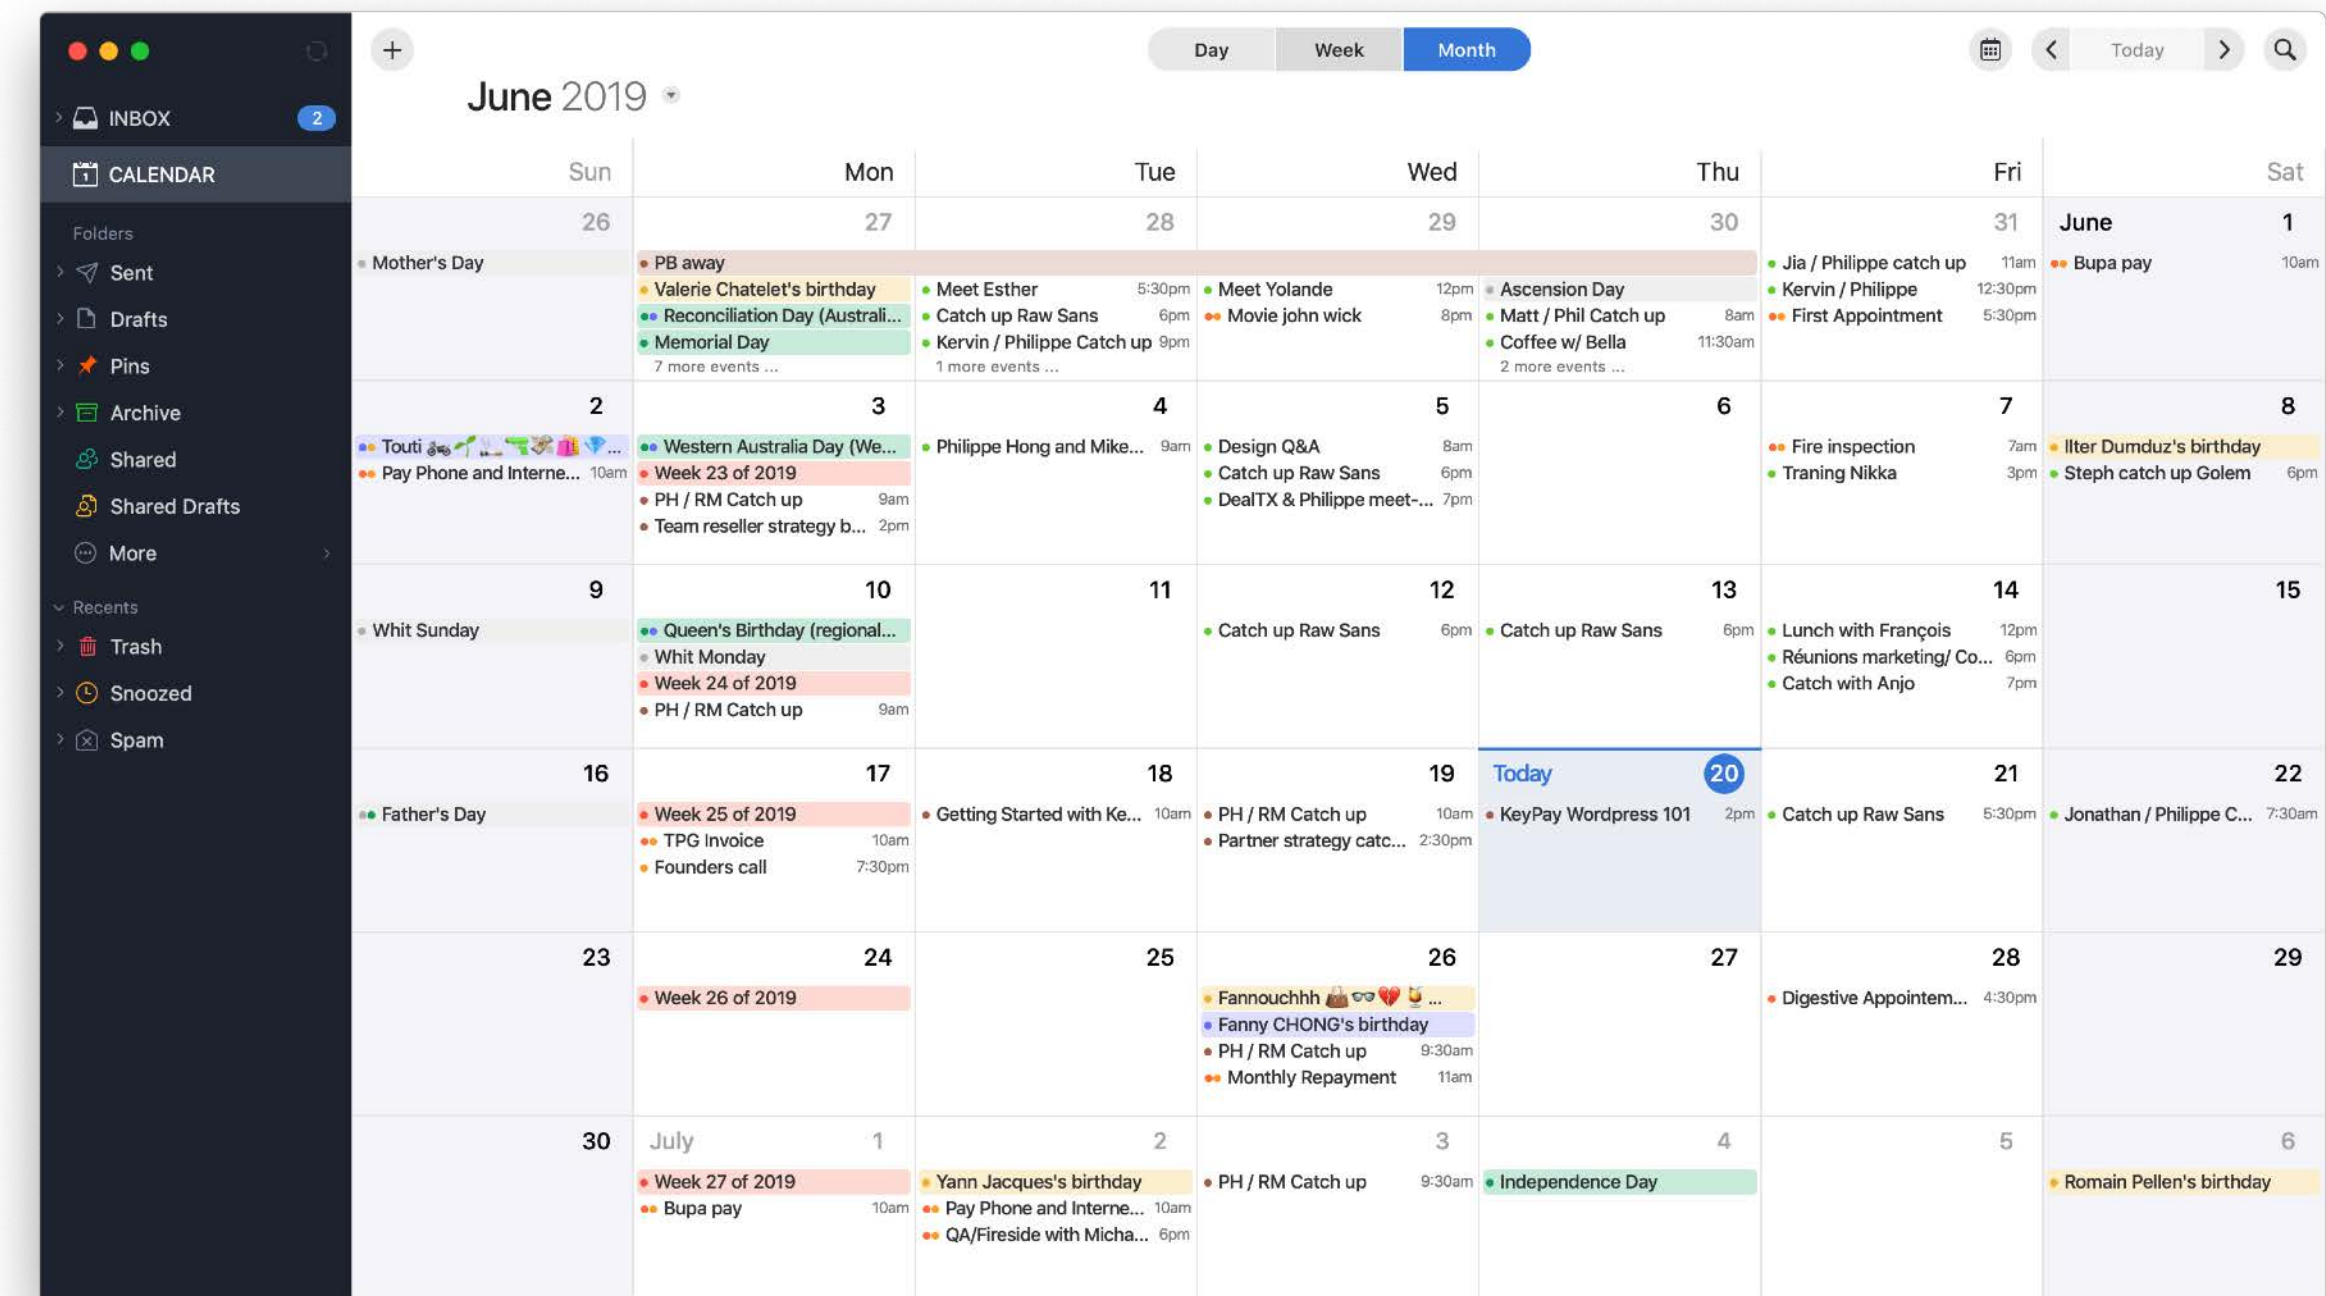 Day
Week
Month
Today
June 2019
INBOX
2
CALENDAR
Folders
Sent
Drafts
Pins
Archive
Shared
Shared Drafts
More
Recents
Trash
Snoozed
Spam
Sun Mon Tue Wed Thu Fri Sat
26
Mother's Day
27
PB away
Valerie Chatelet's birthday
Reconciliation Day (Australi...
Memorial Day
7 more events ...
28
Meet Esther 5:30pm
Catch up Raw Sans 6pm
Kervin / Philippe Catch up 9pm
1 more events ...
29
Meet Yolande 12pm
Movie john wick 8pm
30
Ascension Day
Matt / Phil Catch up 8am
Coffee w/ Bella 11:30am
2 more events ...
31
Jia / Philippe catch up 11am
Kervin / Philippe 12:30pm
First Appointment 5:30pm
June 1
Bupa pay 10am
2
Touti 🏍🌱🚬🔫💸🛍💎...
Pay Phone and Interne... 10am
3
Western Australia Day (We...
Week 23 of 2019
PH / RM Catch up 9am
Team reseller strategy b... 2pm
4
Philippe Hong and Mike... 9am
5
Design Q&A 8am
Catch up Raw Sans 6pm
DealTX & Philippe meet-... 7pm
6
7
Fire inspection 7am
Traning Nikka 3pm
8
Ilter Dumduz's birthday
Steph catch up Golem 6pm
9
Whit Sunday
10
Queen's Birthday (regional...
Whit Monday
Week 24 of 2019
PH / RM Catch up 9am
11
12
Catch up Raw Sans 6pm
13
Catch up Raw Sans 6pm
14
Lunch with François 12pm
Réunions marketing/ Co... 6pm
Catch with Anjo 7pm
15
16
Father's Day
17
Week 25 of 2019
TPG Invoice 10am
Founders call 7:30pm
18
Getting Started with Ke... 10am
19
PH / RM Catch up 10am
Partner strategy catc... 2:30pm
Today 20
KeyPay Wordpress 101 2pm
21
Catch up Raw Sans 5:30pm
22
Jonathan / Philippe C... 7:30am
23
24
Week 26 of 2019
25
26
Fannouchhh 👜👓💔🍹...
Fanny CHONG's birthday
PH / RM Catch up 9:30am
Monthly Repayment 11am
27
28
Digestive Appointem... 4:30pm
29
30
July 1
Week 27 of 2019
Bupa pay 10am
2
Yann Jacques's birthday
Pay Phone and Interne... 10am
QA/Fireside with Micha... 6pm
3
PH / RM Catch up 9:30am
4
Independence Day
5
6
Romain Pellen's birthday